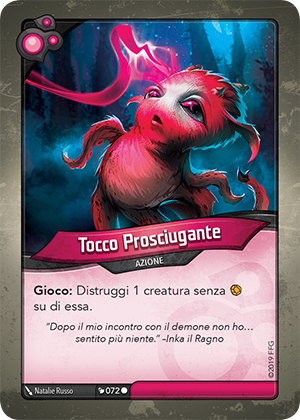 Tocco Prosciugante
AZIONE
Gioco: Distruggi 1 creatura senza
su di essa.
“Dopo il mio incontro con il demone non ho…
sentito più niente.” -Inka il Ragno
©2019 FFG
Natalie Russo
072